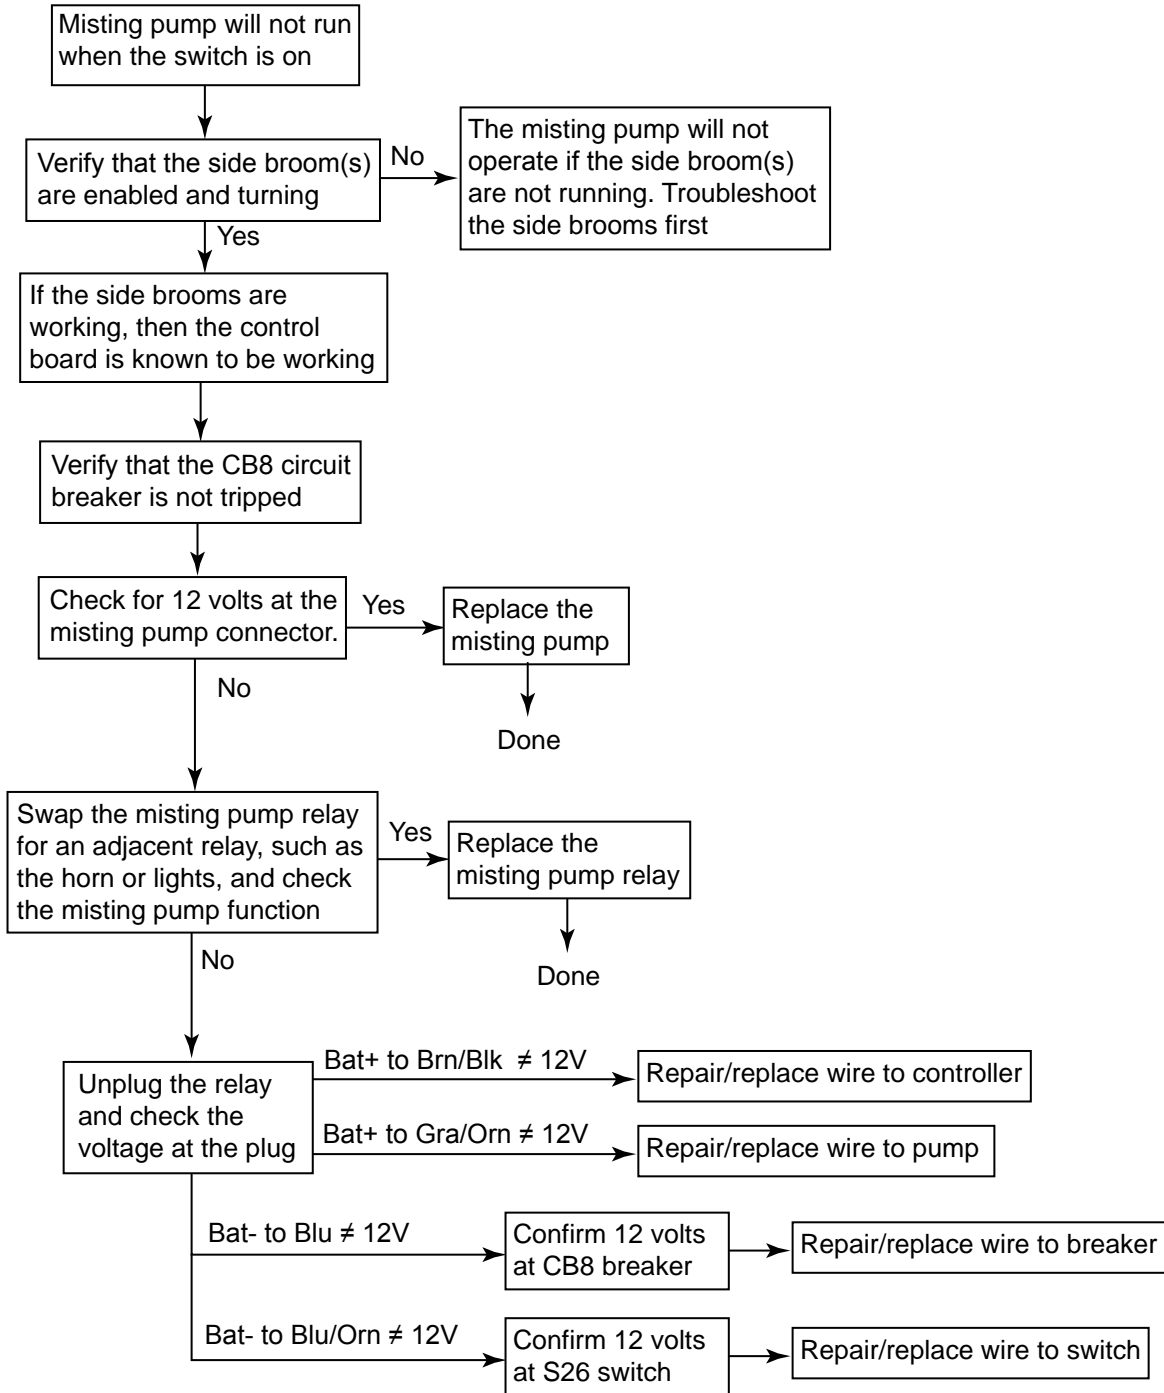 Misting pump will not run
when the switch is on
Verify that the side broom(s)
are enabled and turning
No
The misting pump will not
operate if the side broom(s)
are not running. Troubleshoot
the side brooms first
Yes
If the side brooms are
working, then the control
board is known to be working
Verify that the CB8 circuit
breaker is not tripped
Check for 12 volts at the
misting pump connector.
Yes
Replace the
misting pump
Done
No
Swap the misting pump relay
for an adjacent relay, such as
the horn or lights, and check
the misting pump function
Yes
Replace the
misting pump relay
Done
No
Unplug the relay
and check the
voltage at the plug
Bat+ to Brn/Blk ≠ 12V
Repair/replace wire to controller
Bat+ to Gra/Orn ≠ 12V
Repair/replace wire to pump
Bat- to Blu ≠ 12V
Confirm 12 volts
at CB8 breaker
Repair/replace wire to breaker
Bat- to Blu/Orn ≠ 12V
Confirm 12 volts
at S26 switch
Repair/replace wire to switch